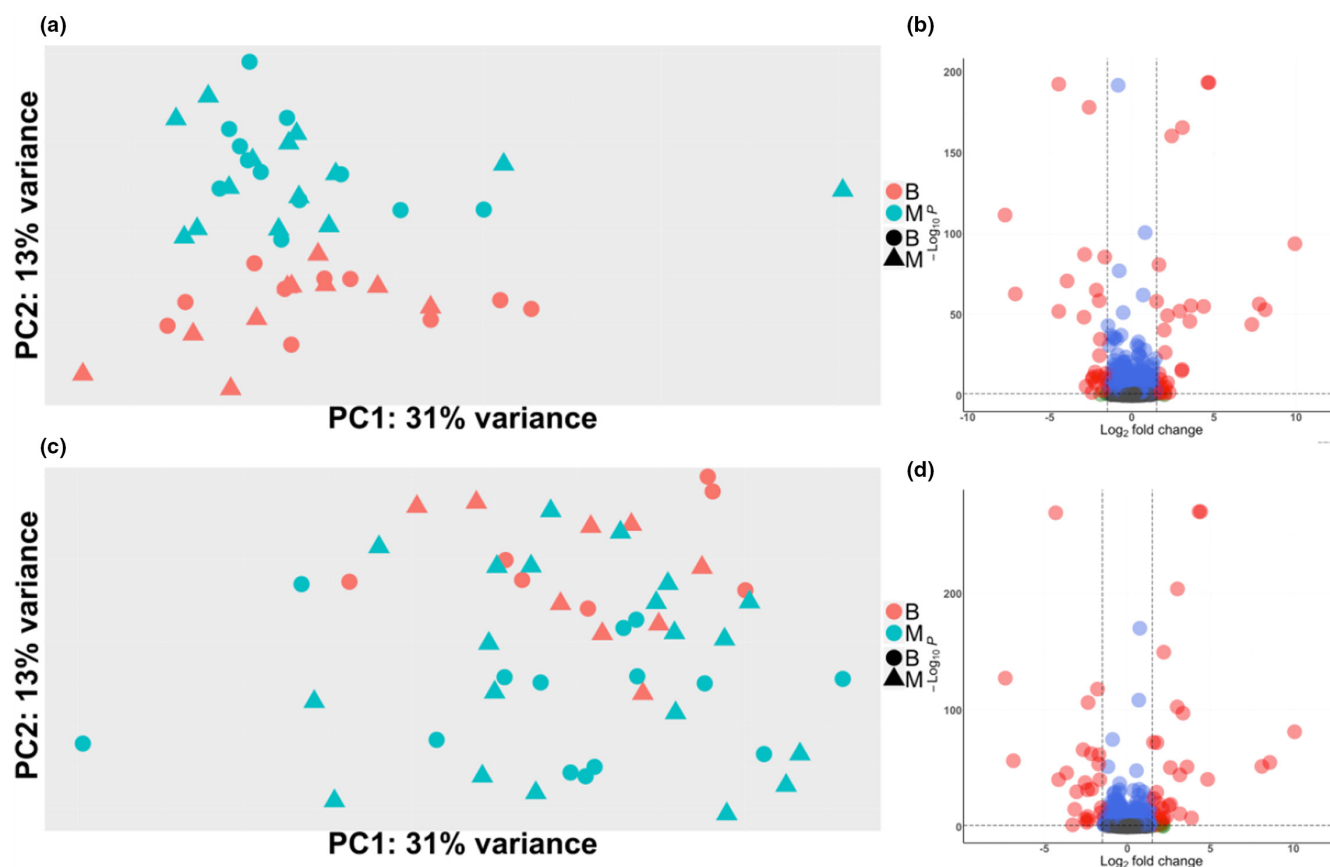 (a)
PC2: 13% variance
PC1: 31% variance
B
M
B
M
(b)
− Log10 P
200
150
100
50
0
-10
-5
0
5
10
Log2 fold change
(c)
PC2: 13% variance
PC1: 31% variance
B
M
B
M
(d)
− Log10 P
200
100
0
-5
0
5
10
Log2 fold change